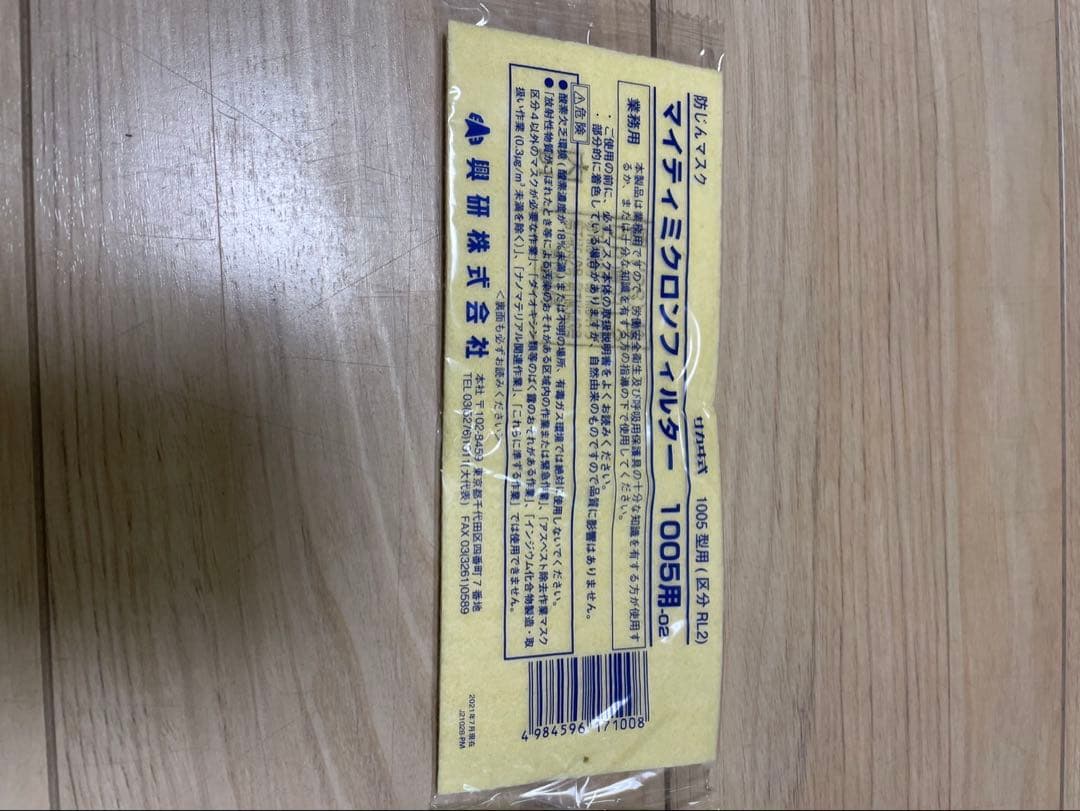 防じんマスク サカヰ式 1005型用(区分RL2)
マイティミクロンフィルター 1005用-02
業務用
本製品は業務用ですので、労働安全衛生及び呼吸用保護具の十分な知識を有する方が使用す
るか、または十分な知識を有する方の指導の下で使用してください。
・ご使用の前に、必ずマスク本体の取扱説明書をよくお読みください。
・部分的に着色している場合がありますが、自然由来のものですので品質に影響はありません。
⚠危険
●酸素欠乏環境(酸素濃度が18%未満)または不明の場所、有毒ガス環境では絶対に使用しないでください。
●「放射性物質がこぼれたとき等による汚染のおそれがある区域内の作業または緊急作業」、「アスベスト除去作業マスク
区分4以外のマスクが必要な作業」、「ダイオキシン類等のばく露のおそれがある作業」、「インジウム化合物製造・取
扱い作業(0.3μg/m³未満を除く)」、「ナノマテリアル関連作業」、「これらに準ずる作業」では使用できません。
<裏面も必ずお読みください>
興研株式会社
本社 〒102-8459 東京都千代田区四番町7番地
TEL 03(5276)1911(大代表) FAX 03(3261)0589
4984596171008
2021年7月現在
J21028-PM